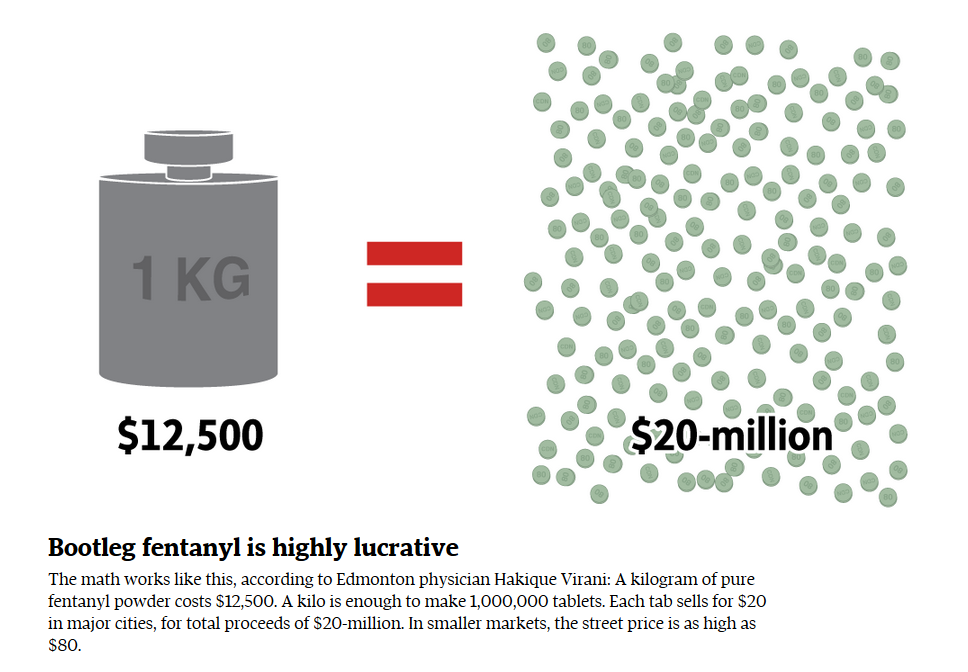 1 KG
$12,500
$20-million
Bootleg fentanyl is highly lucrative
The math works like this, according to Edmonton physician Hakique Virani: A kilogram of pure
fentanyl powder costs $12,500. A kilo is enough to make 1,000,000 tablets. Each tab sells for $20
in major cities, for total proceeds of $20-million. In smaller markets, the street price is as high as
$80.